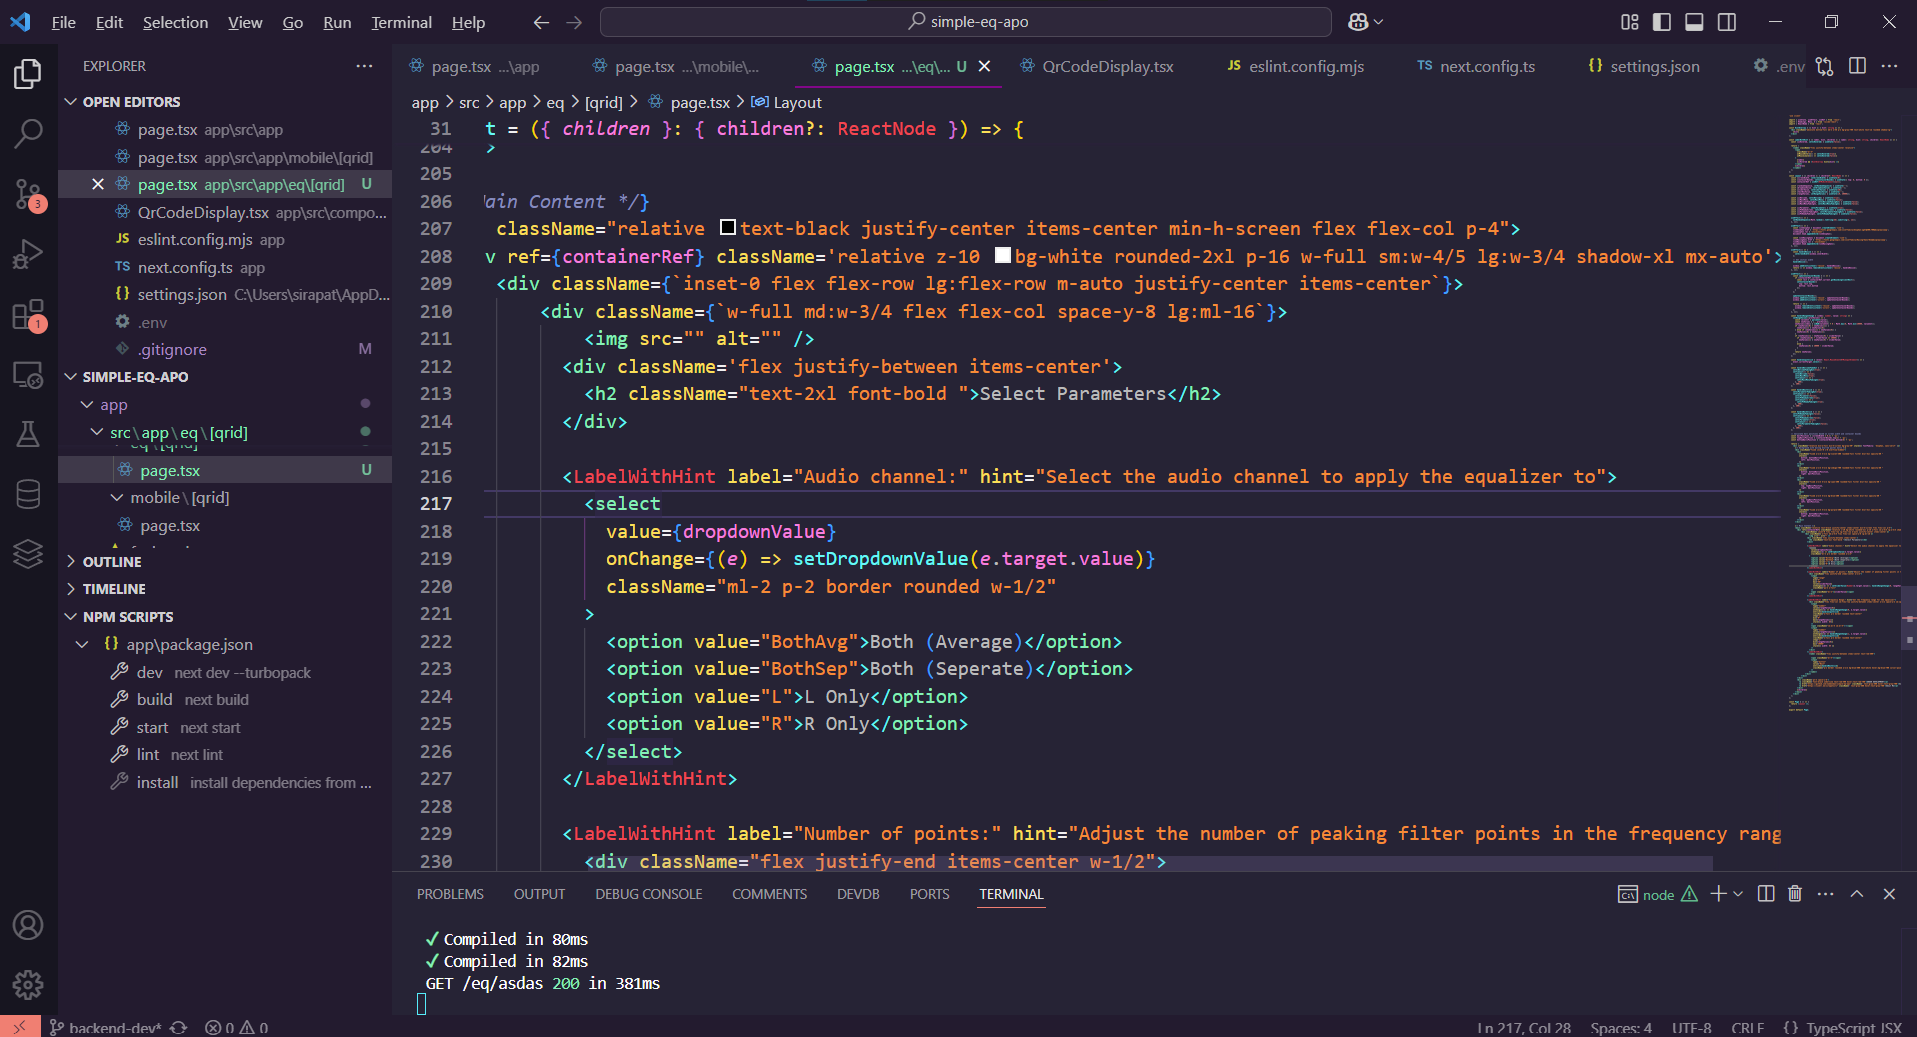 File Edit Selection View Go Run Terminal Help
simple-eq-apo
EXPLORER
OPEN EDITORS
page.tsx app\src\app
page.tsx app\src\app\mobile\[qrid]
page.tsx app\src\app\eq\[qrid] U
QrCodeDisplay.tsx app\src\compo...
JS eslint.config.mjs app
TS next.config.ts app
{} settings.json C:\Users\sirapat\AppD...
.env
.gitignore M
SIMPLE-EQ-APO
app
src\app\eq\[qrid]
page.tsx U
mobile\[qrid]
page.tsx
OUTLINE
TIMELINE
NPM SCRIPTS
{} app\package.json
dev next dev --turbopack
build next build
start next start
lint next lint
install install dependencies from ...
3
1
page.tsx ...\app
page.tsx ...\mobile\...
page.tsx ...\eq\... U
QrCodeDisplay.tsx
JS eslint.config.mjs
TS next.config.ts
{} settings.json
.env
app > src > app > eq > [qrid] > page.tsx > Layout
31 t = ({ children }: { children?: ReactNode }) => {
204 >
205
206 ain Content */}
207 className="relative text-black justify-center items-center min-h-screen flex flex-col p-4">
208 v ref={containerRef} className='relative z-10 bg-white rounded-2xl p-16 w-full sm:w-4/5 lg:w-3/4 shadow-xl mx-auto'>
209 <div className={`inset-0 flex flex-row lg:flex-row m-auto justify-center items-center`}>
210 <div className={`w-full md:w-3/4 flex flex-col space-y-8 lg:ml-16`}>
211 <img src="" alt="" />
212 <div className='flex justify-between items-center'>
213 <h2 className="text-2xl font-bold ">Select Parameters</h2>
214 </div>
215
216 <LabelWithHint label="Audio channel:" hint="Select the audio channel to apply the equalizer to">
217 <select
218 value={dropdownValue}
219 onChange={(e) => setDropdownValue(e.target.value)}
220 className="ml-2 p-2 border rounded w-1/2"
221 >
222 <option value="BothAvg">Both (Average)</option>
223 <option value="BothSep">Both (Seperate)</option>
224 <option value="L">L Only</option>
225 <option value="R">R Only</option>
226 </select>
227 </LabelWithHint>
228
229 <LabelWithHint label="Number of points:" hint="Adjust the number of peaking filter points in the frequency rang
230 <div className="flex justify-end items-center w-1/2">
PROBLEMS OUTPUT DEBUG CONSOLE COMMENTS DEVDB PORTS TERMINAL
node
✓ Compiled in 80ms
✓ Compiled in 82ms
GET /eq/asdas 200 in 381ms
backend-dev* 0 0
Ln 217, Col 28 Spaces: 4 UTF-8 CRLF {} TypeScript JSX